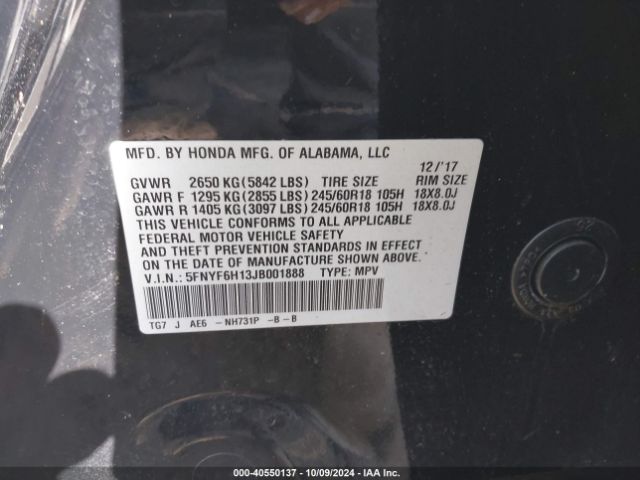 MFD. BY HONDA MFG. OF ALABAMA, LLC
12/'17
GVWR 2650 KG(5842 LBS) TIRE SIZE RIM SIZE
GAWR F 1295 KG(2855 LBS) 245/60R18 105H 18X8.0J
GAWR R 1405 KG(3097 LBS) 245/60R18 105H 18X8.0J
THIS VEHICLE CONFORMS TO ALL APPLICABLE
FEDERAL MOTOR VEHICLE SAFETY
AND THEFT PREVENTION STANDARDS IN EFFECT
ON THE DATE OF MANUFACTURE SHOWN ABOVE.
V.I.N.: 5FNYF6H13JB001888 TYPE: MPV
TG7 J AE6 -NH731P -B-B
000-40550137 - 10/09/2024 - IAA Inc.